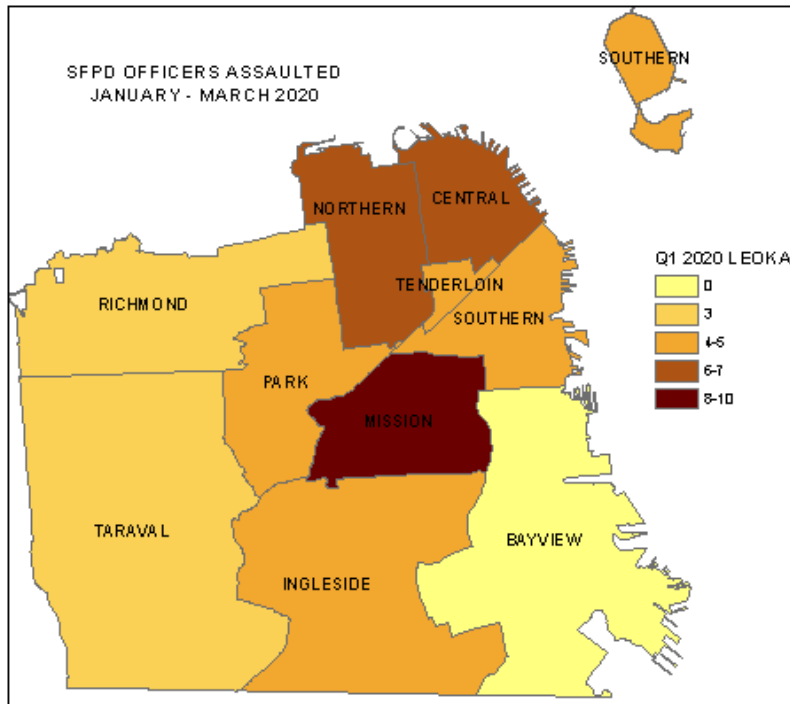 SFPD OFFICERS ASSAULTED
JANUARY - MARCH 2020
SOUTHERN
NORTHERN
CENTRAL
RICHMOND
TENDERLOIN
SOUTHERN
PARK
MISSION
TARAVAL
INGLESIDE
BAYVIEW
Q1 2020 LEOKA
0
3
4-5
6-7
8-10